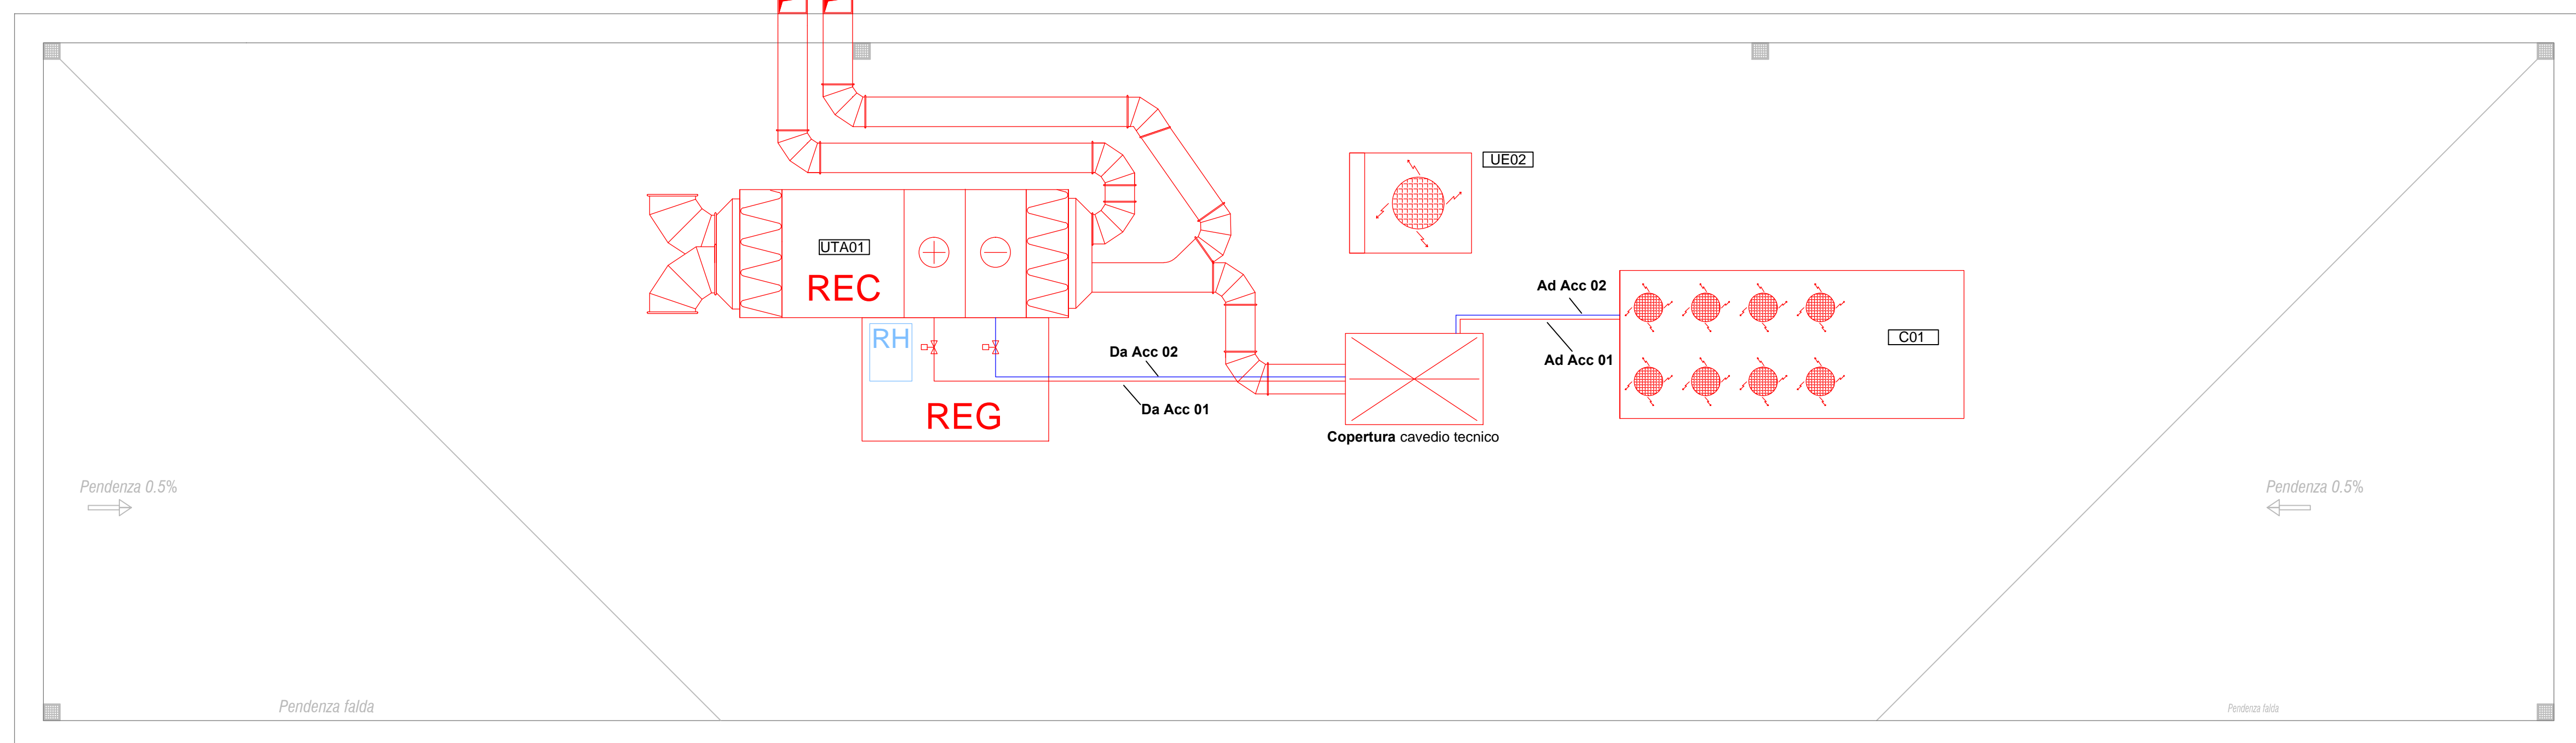 UE02
UTA01
REC
Ad Acc 02
RH
C01
Da Acc 02
Ad Acc 01
Da Acc 01
REG
Copertura cavedio tecnico
Pendenza 0.5%
Pendenza 0.5%
Pendenza falda
Pendenza falda